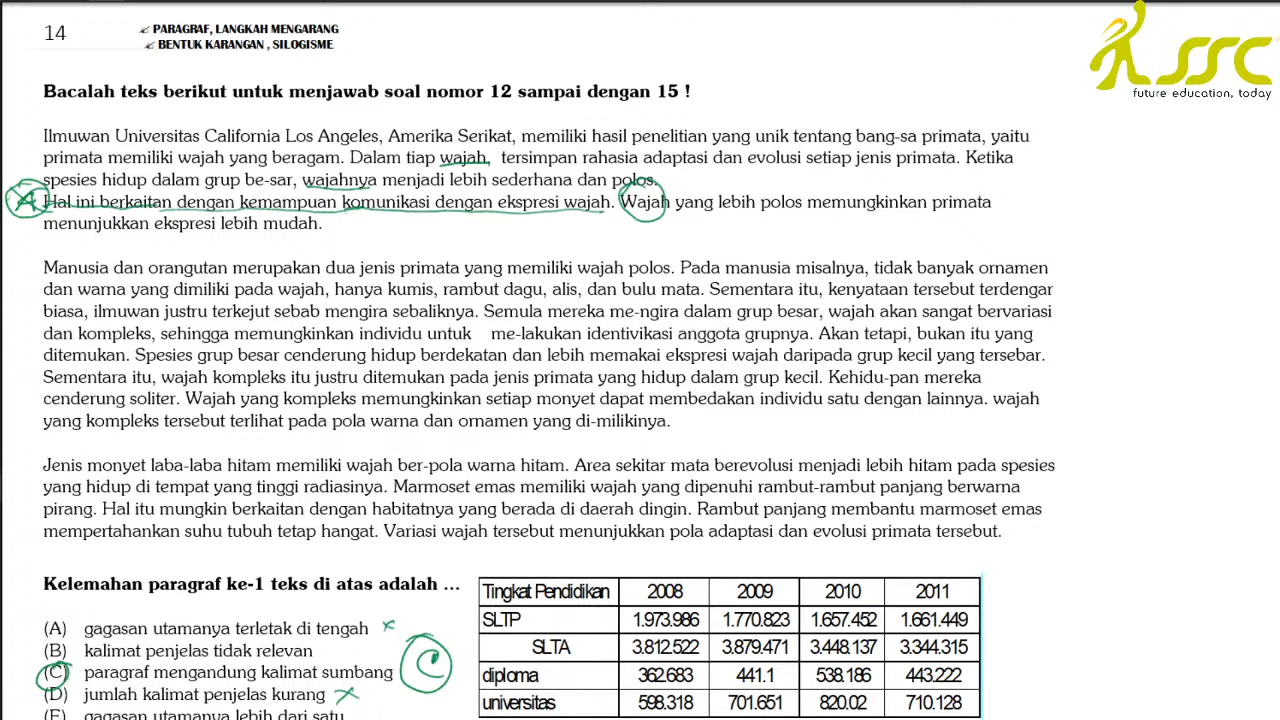 14
PARAGRAF, LANGKAH MENGARANG
BENTUK KARANGAN , SILOGISME
SSC
future education, today
Bacalah teks berikut untuk menjawab soal nomor 12 sampai dengan 15 !
Ilmuwan Universitas California Los Angeles, Amerika Serikat, memiliki hasil penelitian yang unik tentang bang-sa primata, yaitu
primata memiliki wajah yang beragam. Dalam tiap wajah, tersimpan rahasia adaptasi dan evolusi setiap jenis primata. Ketika
spesies hidup dalam grup be-sar, wajahnya menjadi lebih sederhana dan polos.
A
Hal ini berkaitan dengan kemampuan komunikasi dengan ekspresi wajah. Wajah yang lebih polos memungkinkan primata
menunjukkan ekspresi lebih mudah.
Manusia dan orangutan merupakan dua jenis primata yang memiliki wajah polos. Pada manusia misalnya, tidak banyak ornamen
dan warna yang dimiliki pada wajah, hanya kumis, rambut dagu, alis, dan bulu mata. Sementara itu, kenyataan tersebut terdengar
biasa, ilmuwan justru terkejut sebab mengira sebaliknya. Semula mereka me-ngira dalam grup besar, wajah akan sangat bervariasi
dan kompleks, sehingga memungkinkan individu untuk me-lakukan identivikasi anggota grupnya. Akan tetapi, bukan itu yang
ditemukan. Spesies grup besar cenderung hidup berdekatan dan lebih memakai ekspresi wajah daripada grup kecil yang tersebar.
Sementara itu, wajah kompleks itu justru ditemukan pada jenis primata yang hidup dalam grup kecil. Kehidu-pan mereka
cenderung soliter. Wajah yang kompleks memungkinkan setiap monyet dapat membedakan individu satu dengan lainnya. wajah
yang kompleks tersebut terlihat pada pola warna dan ornamen yang di-milikinya.
Jenis monyet laba-laba hitam memiliki wajah ber-pola warna hitam. Area sekitar mata berevolusi menjadi lebih hitam pada spesies
yang hidup di tempat yang tinggi radiasinya. Marmoset emas memiliki wajah yang dipenuhi rambut-rambut panjang berwarna
pirang. Hal itu mungkin berkaitan dengan habitatnya yang berada di daerah dingin. Rambut panjang membantu marmoset emas
mempertahankan suhu tubuh tetap hangat. Variasi wajah tersebut menunjukkan pola adaptasi dan evolusi primata tersebut.
Kelemahan paragraf ke-1 teks di atas adalah ...
(A) gagasan utamanya terletak di tengah x
(B) kalimat penjelas tidak relevan
(C) paragraf mengandung kalimat sumbang C
(D) jumlah kalimat penjelas kurang x
(E) gagasan utamanya lebih dari satu
Tingkat Pendidikan 2008 2009 2010 2011
SLTP 1.973.986 1.770.823 1.657.452 1.661.449
SLTA 3.812.522 3.879.471 3.448.137 3.344.315
diploma 362.683 441.1 538.186 443.222
universitas 598.318 701.651 820.02 710.128